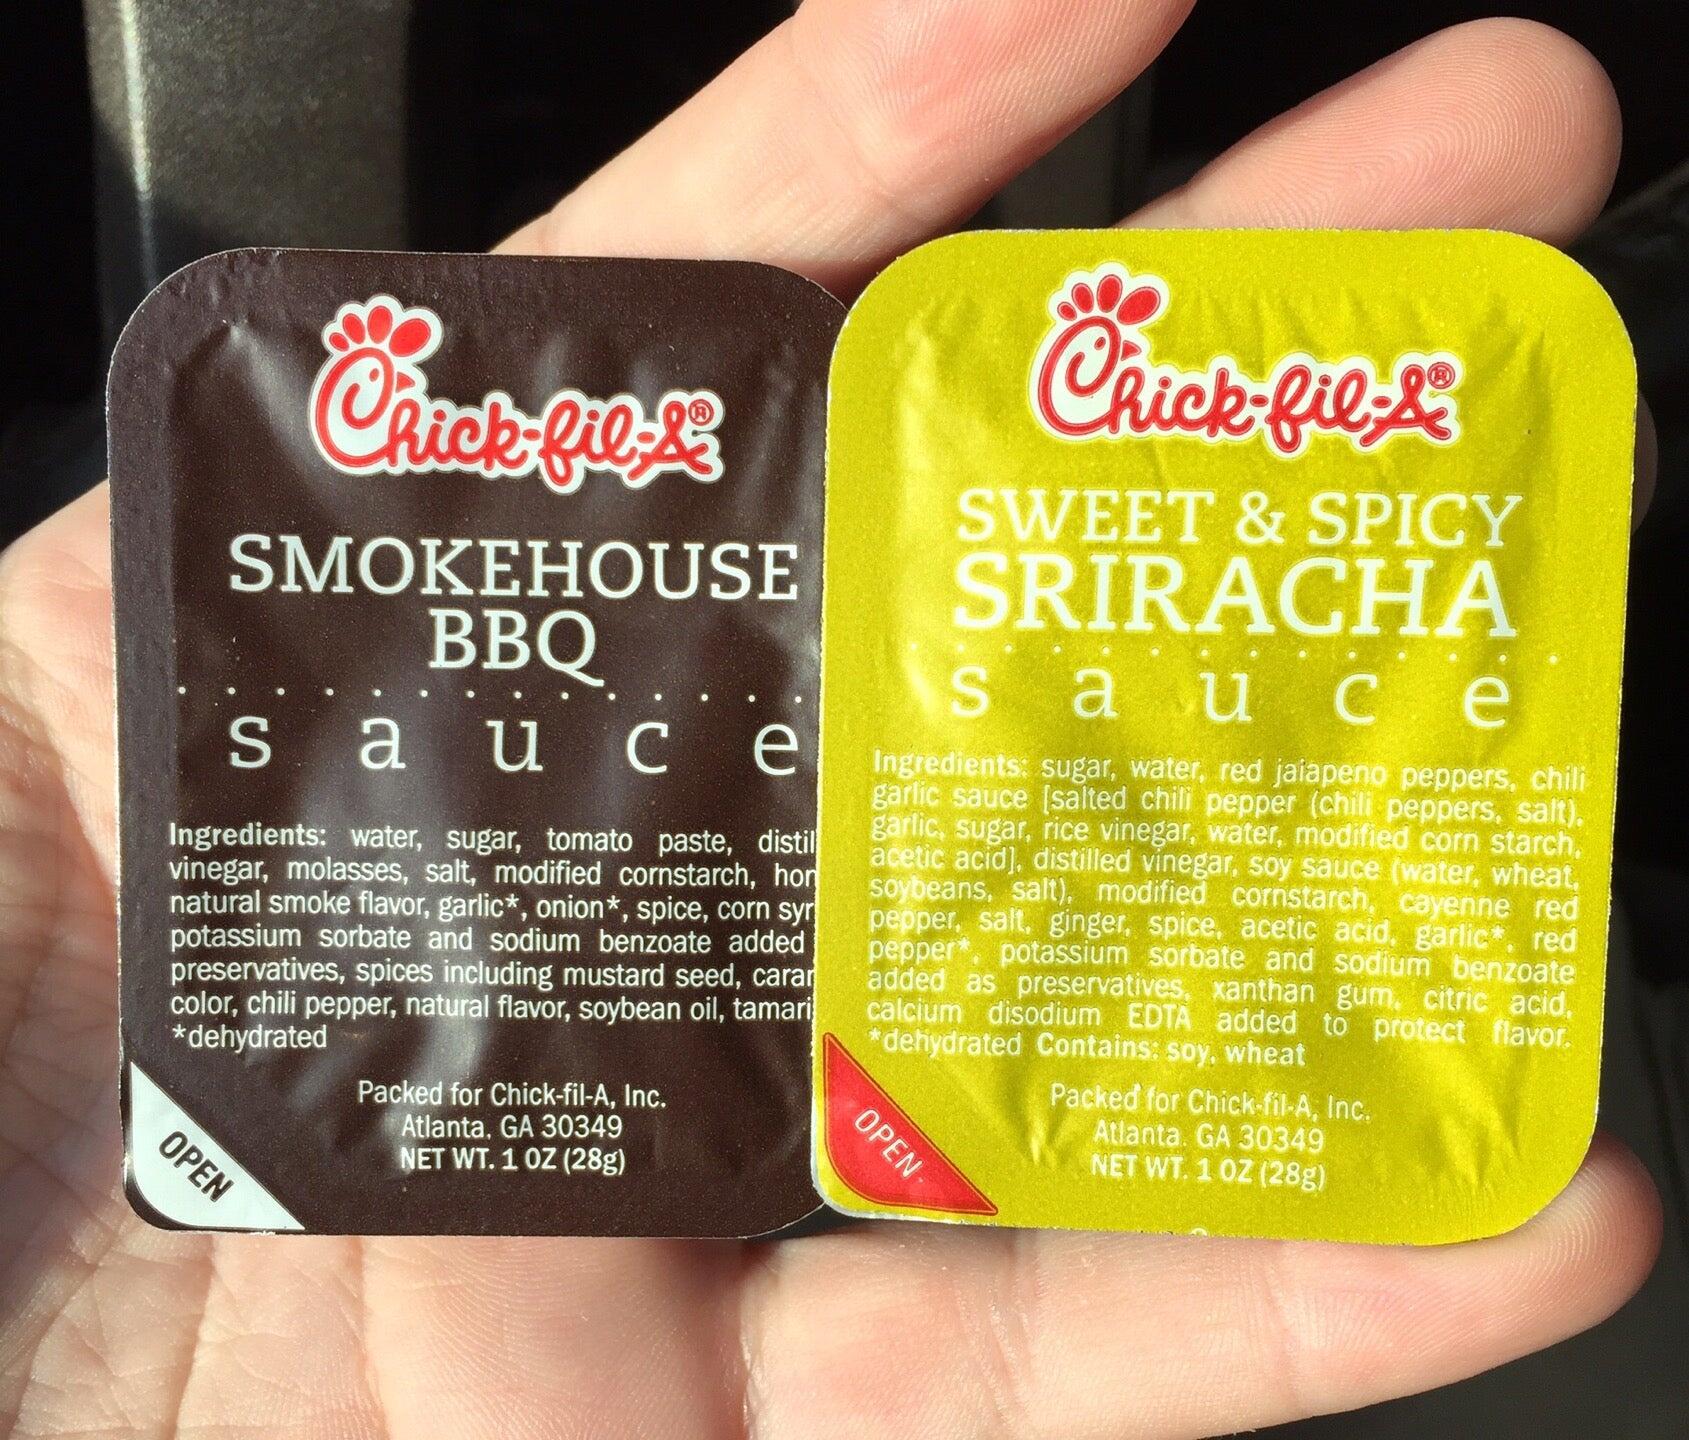 Chick-fil-A®
SMOKEHOUSE
BBQ
sauce
Ingredients: water, sugar, tomato paste, distil
vinegar, molasses, salt, modified cornstarch, hon
natural smoke flavor, garlic*, onion*, spice, corn syr
potassium sorbate and sodium benzoate added
preservatives, spices including mustard seed, caram
color, chili pepper, natural flavor, soybean oil, tamari
*dehydrated
Packed for Chick-fil-A, Inc.
Atlanta, GA 30349
NET WT. 1 OZ (28g)
OPEN
Chick-fil-A®
SWEET & SPICY
SRIRACHA
sauce
Ingredients: sugar, water, red jalapeno peppers, chili
garlic sauce [salted chili pepper (chili peppers, salt),
garlic, sugar, rice vinegar, water, modified corn starch,
acetic acid], distilled vinegar, soy sauce (water, wheat,
soybeans, salt), modified cornstarch, cayenne red
pepper, salt, ginger, spice, acetic acid, garlic*, red
pepper*, potassium sorbate and sodium benzoate
added as preservatives, xanthan gum, citric acid,
calcium disodium EDTA added to protect flavor.
*dehydrated Contains: soy, wheat
Packed for Chick-fil-A, Inc.
Atlanta, GA 30349
NET WT. 1 OZ (28g)
OPEN